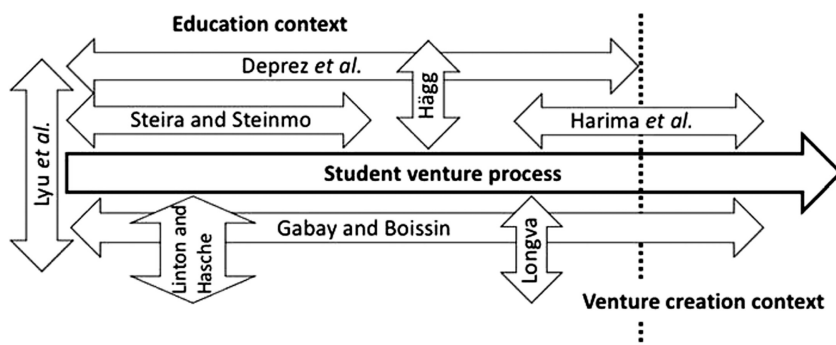 Education context
Deprez et al.
Hägg
Lyu et al.
Steira and Steinmo
Harima et al.
Student venture process
Linton and
Hasche
Gabay and Boissin
Longva
Venture creation context